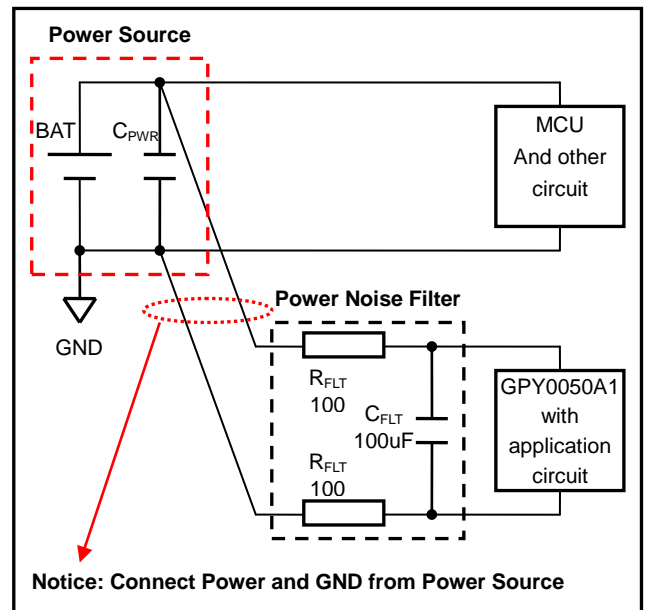 Power Source
BAT
CPWR
MCU
And other
circuit
GND
Power Noise Filter
RFLT
100
CFLT
100uF
RFLT
100
GPY0050A1
with
application
circuit
Notice: Connect Power and GND from Power Source